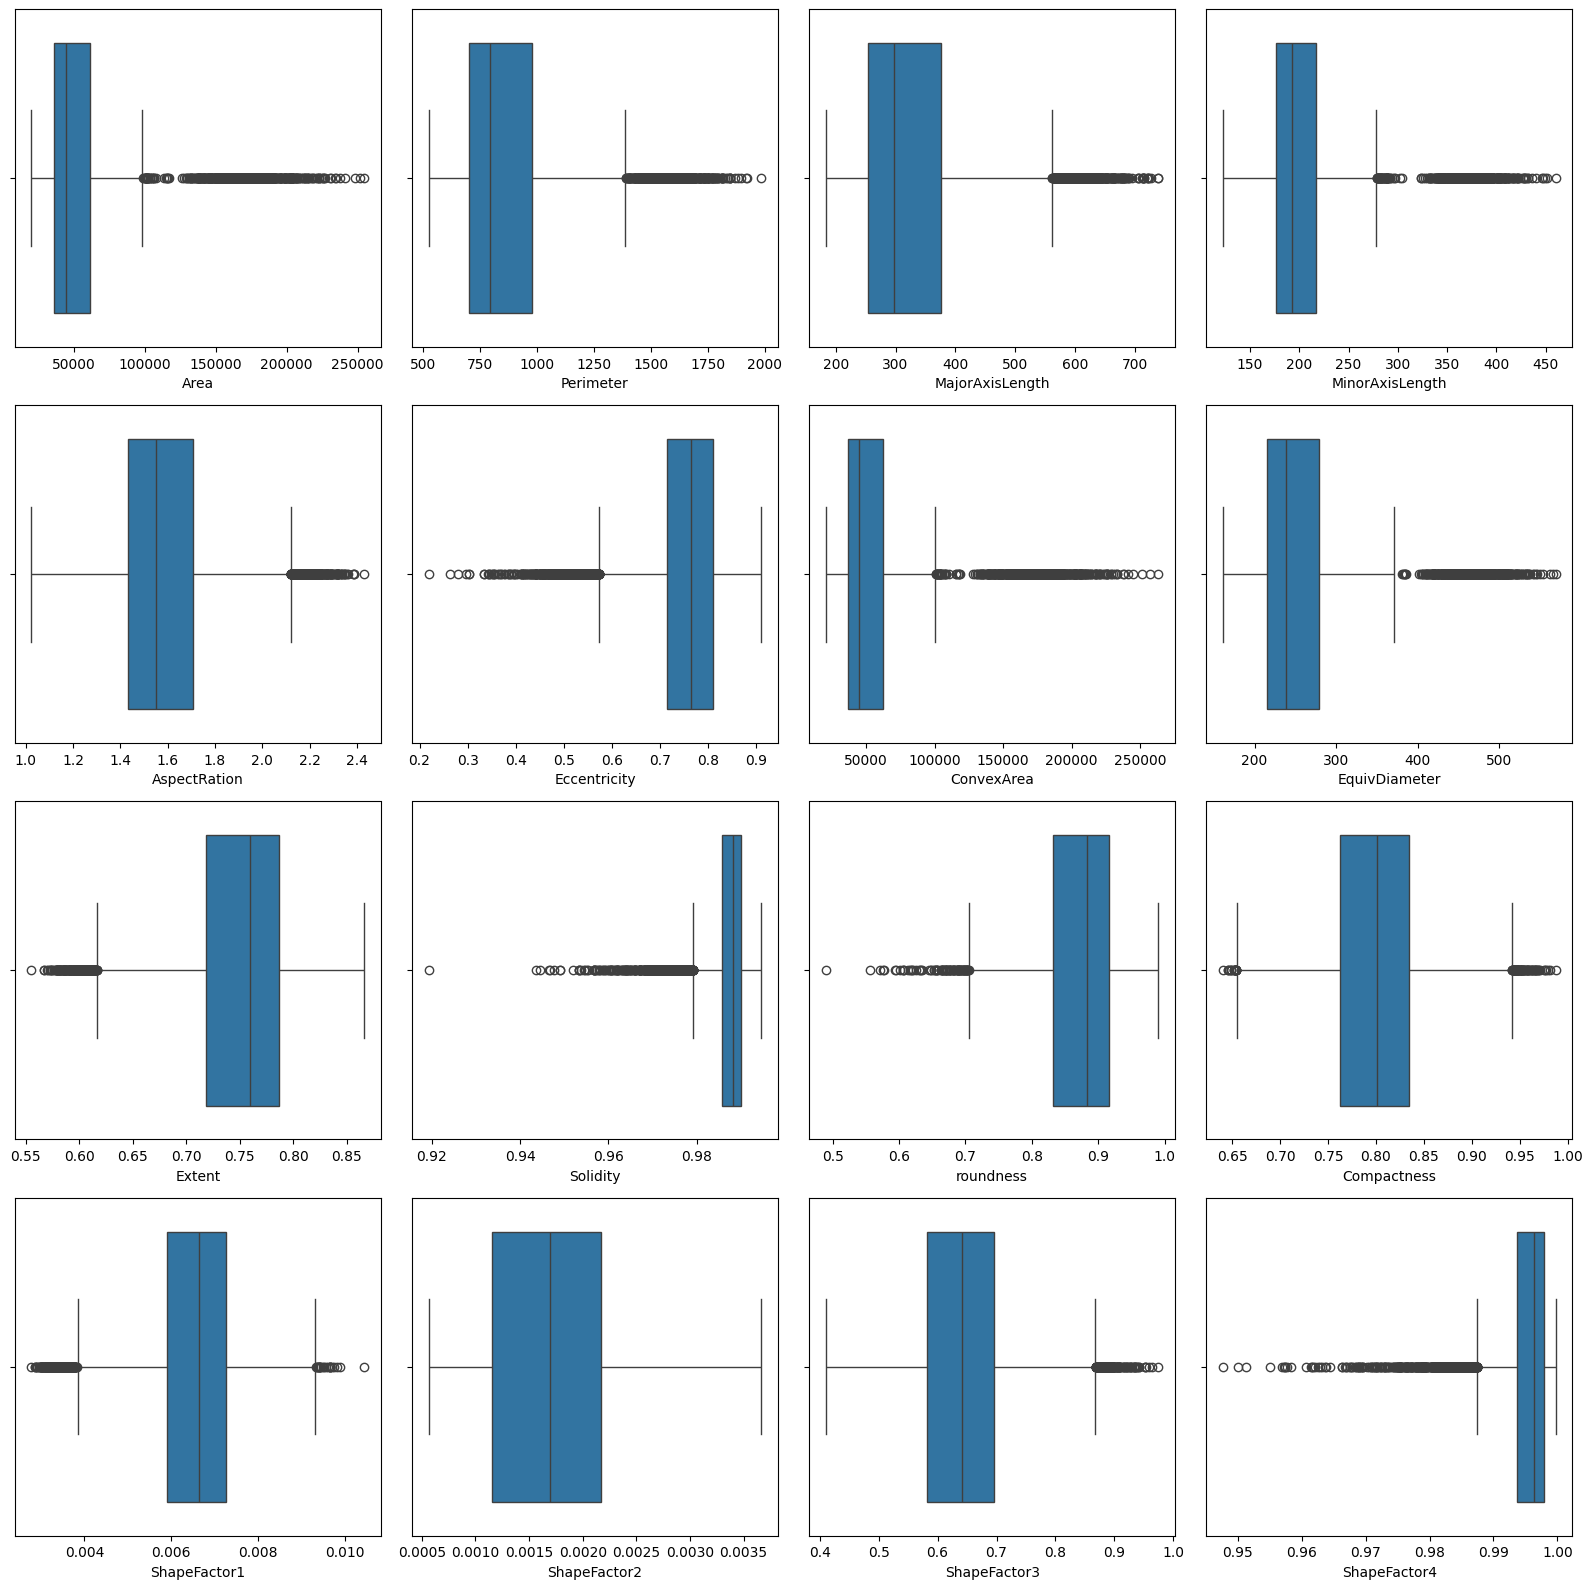 50000 100000 150000 200000 250000
Area
500 750 1000 1250 1500 1750 2000
Perimeter
200 300 400 500 600 700
MajorAxisLength
150 200 250 300 350 400 450
MinorAxisLength
1.0 1.2 1.4 1.6 1.8 2.0 2.2 2.4
AspectRation
0.2 0.3 0.4 0.5 0.6 0.7 0.8 0.9
Eccentricity
50000 100000 150000 200000 250000
ConvexArea
200 300 400 500
EquivDiameter
0.55 0.60 0.65 0.70 0.75 0.80 0.85
Extent
0.92 0.94 0.96 0.98
Solidity
0.5 0.6 0.7 0.8 0.9 1.0
roundness
0.65 0.70 0.75 0.80 0.85 0.90 0.95 1.00
Compactness
0.004 0.006 0.008 0.010
ShapeFactor1
0.0005 0.0010 0.0015 0.0020 0.0025 0.0030 0.0035
ShapeFactor2
0.4 0.5 0.6 0.7 0.8 0.9 1.0
ShapeFactor3
0.95 0.96 0.97 0.98 0.99 1.00
ShapeFactor4